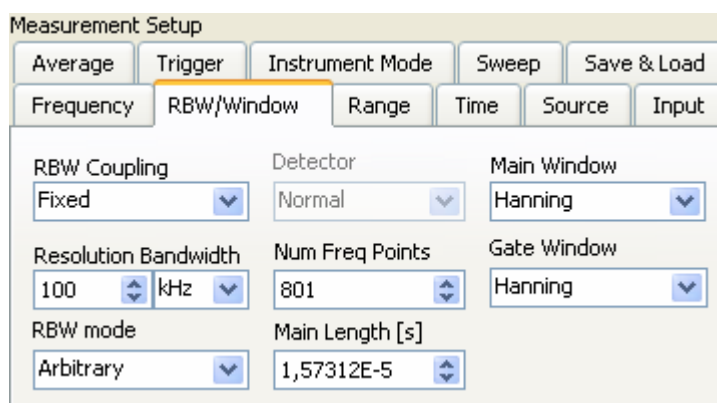 Measurement Setup
Average Trigger Instrument Mode Sweep Save & Load
Frequency RBW/Window Range Time Source Input
RBW Coupling Detector Main Window
Fixed Normal Hanning
Resolution Bandwidth Num Freq Points Gate Window
100 kHz 801 Hanning
RBW mode Main Length [s]
Arbitrary 1,57312E-5